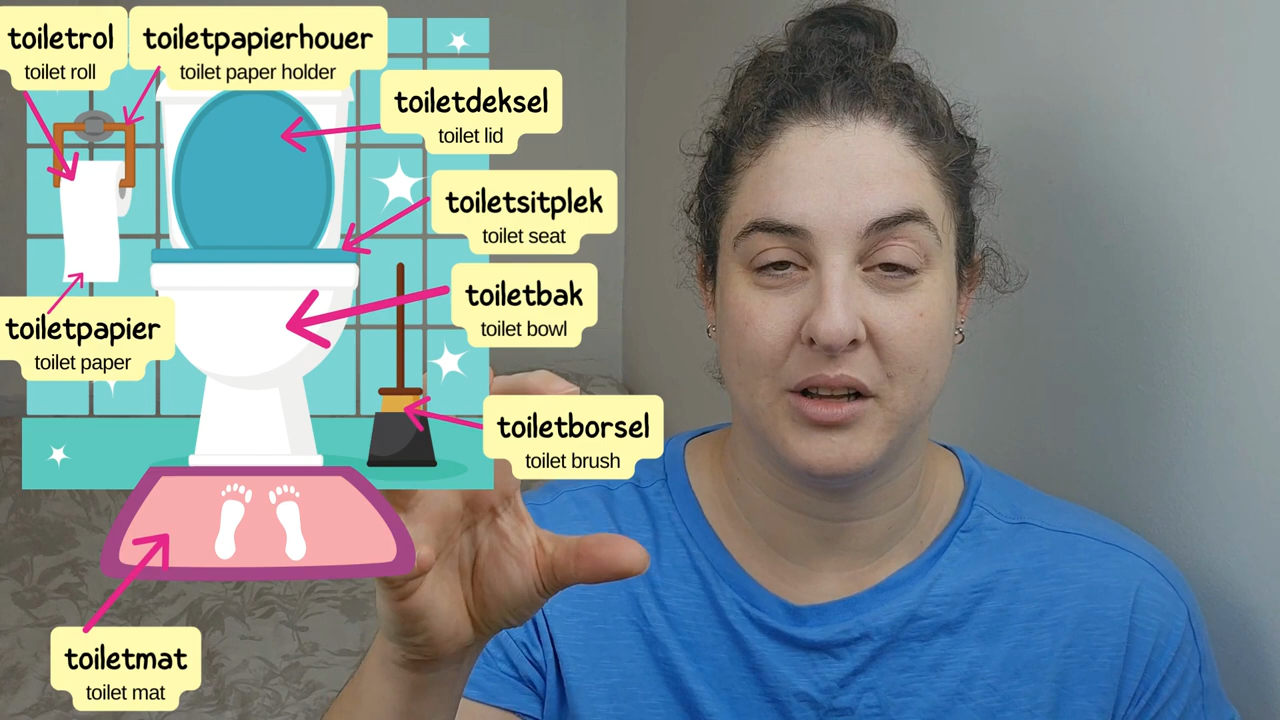 toiletrol
toilet roll
toiletpapierhouer
toilet paper holder
toiletdeksel
toilet lid
toiletsitplek
toilet seat
toiletbak
toilet bowl
toiletpapier
toilet paper
toiletborsel
toilet brush
toiletmat
toilet mat